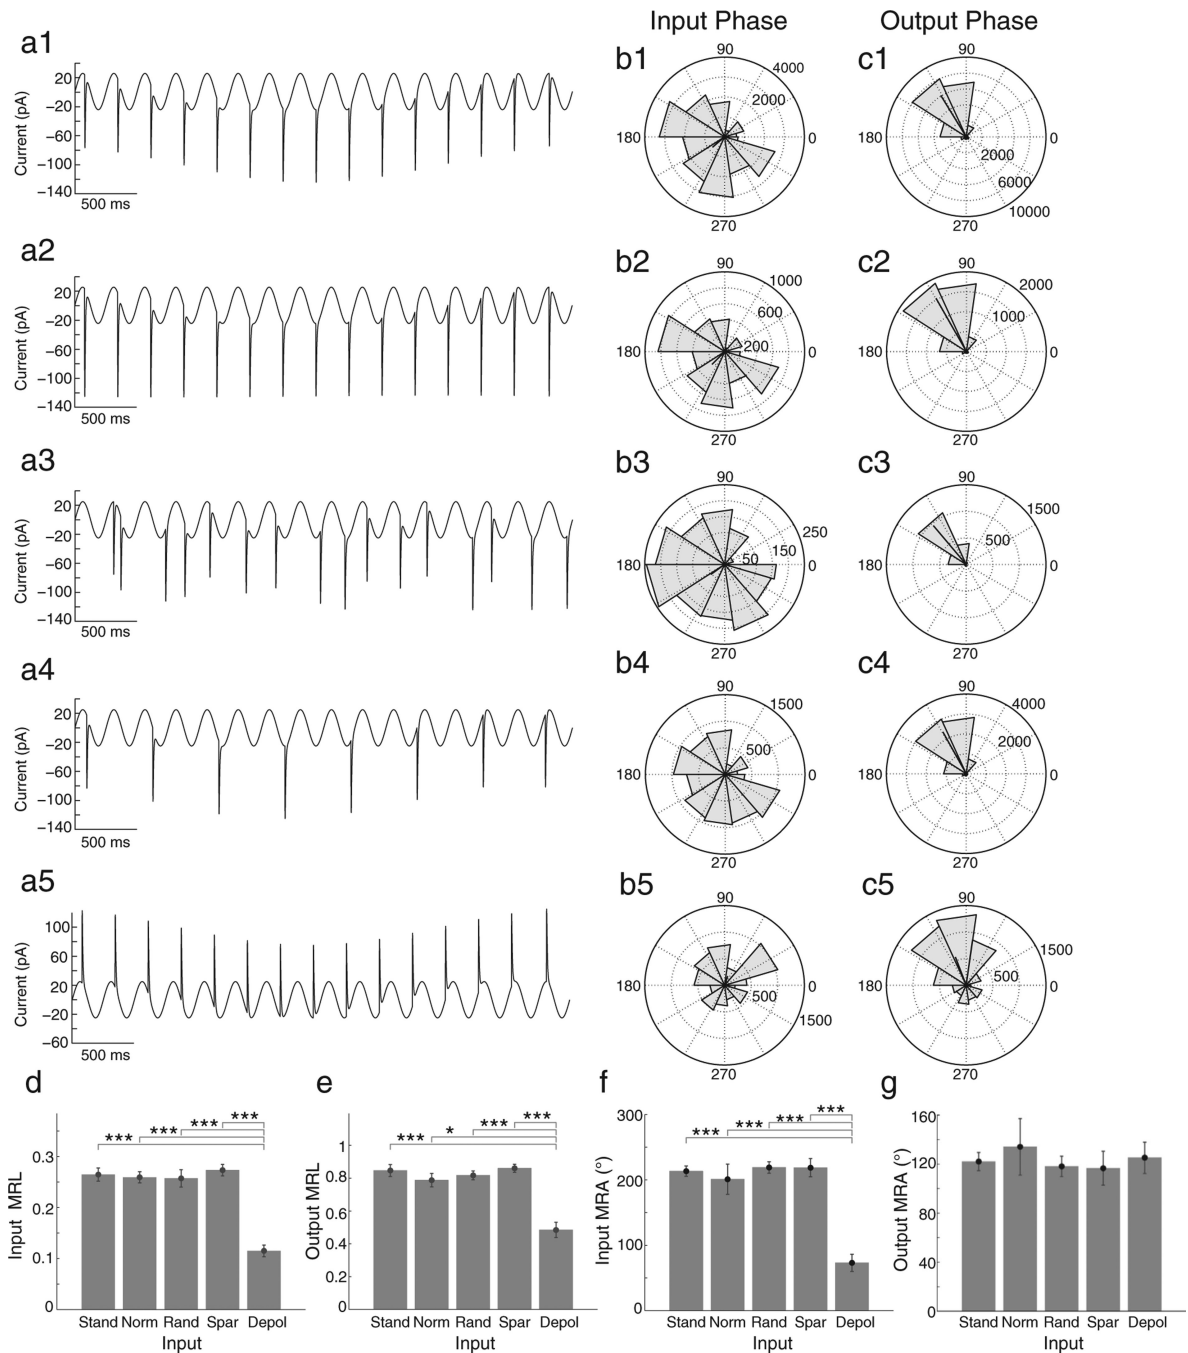 Input Phase
Output Phase
a1
20
−20
−60
−100
−140
Current (pA)
500 ms
b1
90
4000
2000
180
0
270
c1
90
180
0
2000
6000
10000
270
a2
20
−20
−60
−100
−140
Current (pA)
500 ms
b2
90
1000
600
200
180
0
270
c2
90
2000
1000
180
0
270
a3
20
−20
−60
−100
−140
Current (pA)
500 ms
b3
90
250
150
50
180
0
270
c3
90
1500
500
180
0
270
a4
20
−20
−60
−100
−140
Current (pA)
500 ms
b4
90
1500
500
180
0
270
c4
90
4000
2000
180
0
270
a5
100
60
20
−20
−60
Current (pA)
500 ms
b5
90
180
0
500
1500
270
c5
90
1500
500
180
0
270
d
*** *** *** ***
0.3
0.2
0.1
0
Input MRL
Stand Norm Rand Spar Depol
Input
e
*** * *** ***
1
0.8
0.6
0.4
0.2
0
Output MRL
Stand Norm Rand Spar Depol
Input
f
*** *** *** ***
300
200
100
0
Input MRA (°)
Stand Norm Rand Spar Depol
Input
g
160
120
80
40
0
Output MRA (°)
Stand Norm Rand Spar Depol
Input